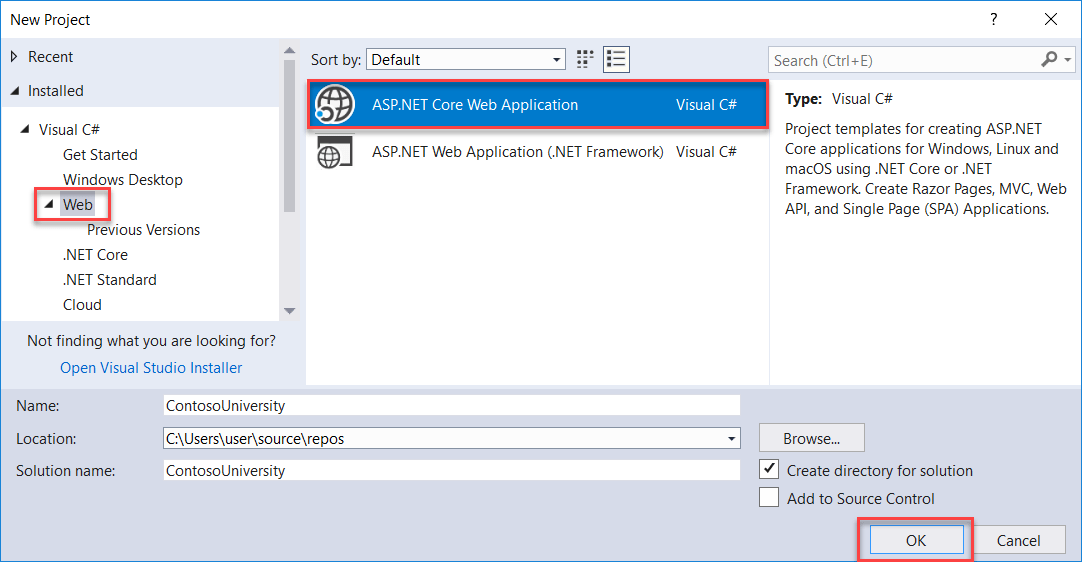 New Project
?
Recent
Installed
Visual C#
Get Started
Windows Desktop
Web
Previous Versions
.NET Core
.NET Standard
Cloud
Not finding what you are looking for?
Open Visual Studio Installer
Sort by: Default
Search (Ctrl+E)
ASP.NET Core Web Application Visual C#
ASP.NET Web Application (.NET Framework) Visual C#
Type: Visual C#
Project templates for creating ASP.NET
Core applications for Windows, Linux and
macOS using .NET Core or .NET
Framework. Create Razor Pages, MVC, Web
API, and Single Page (SPA) Applications.
Name: ContosoUniversity
Location: C:\Users\user\source\repos Browse...
Solution name: ContosoUniversity
Create directory for solution
Add to Source Control
OK Cancel